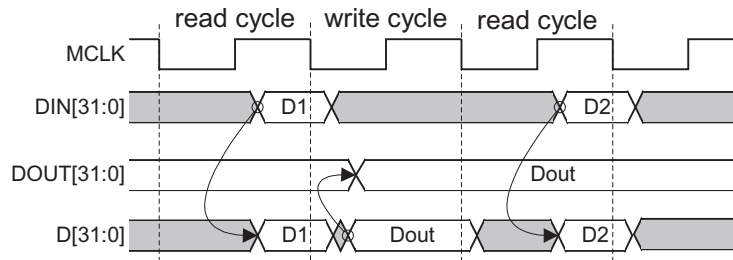 read cycle write cycle read cycle
MCLK
DIN[31:0] D1 D2
DOUT[31:0] Dout
D[31:0] D1 Dout D2